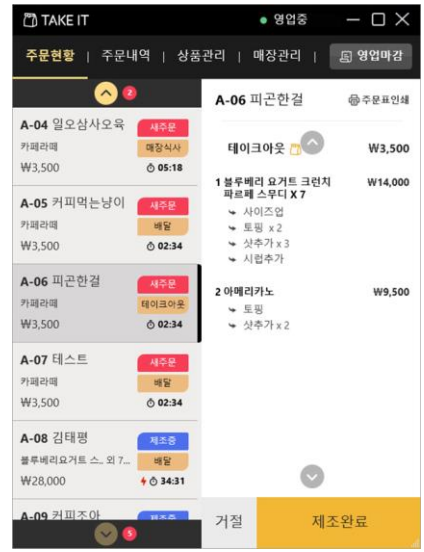 TAKE IT
영업중
주문현황 | 주문내역 | 상품관리 | 매장관리 | 영업마감
2
A-04 일오삼사오육 새주문
카페라떼 매장식사
₩3,500 05:18
A-05 커피먹는냥이 새주문
카페라떼 배달
₩3,500 02:34
A-06 피곤한걸 새주문
카페라떼 테이크아웃
₩3,500 02:34
A-07 테스트 새주문
카페라떼 배달
₩3,500 02:34
A-08 김태평 제조중
블루베리요거트 스.. 외 7... 배달
₩28,000 34:31
A-09 커피조아 제조중
5
A-06 피곤한걸 주문표인쇄
테이크아웃 ₩3,500
1 블루베리 요거트 크런치 ₩14,000
파르페 스무디 X 7
사이즈업
토핑 x 2
샷추가 x 3
시럽추가
2 아메리카노 ₩9,500
토핑
샷추가 x 2
거절 제조완료